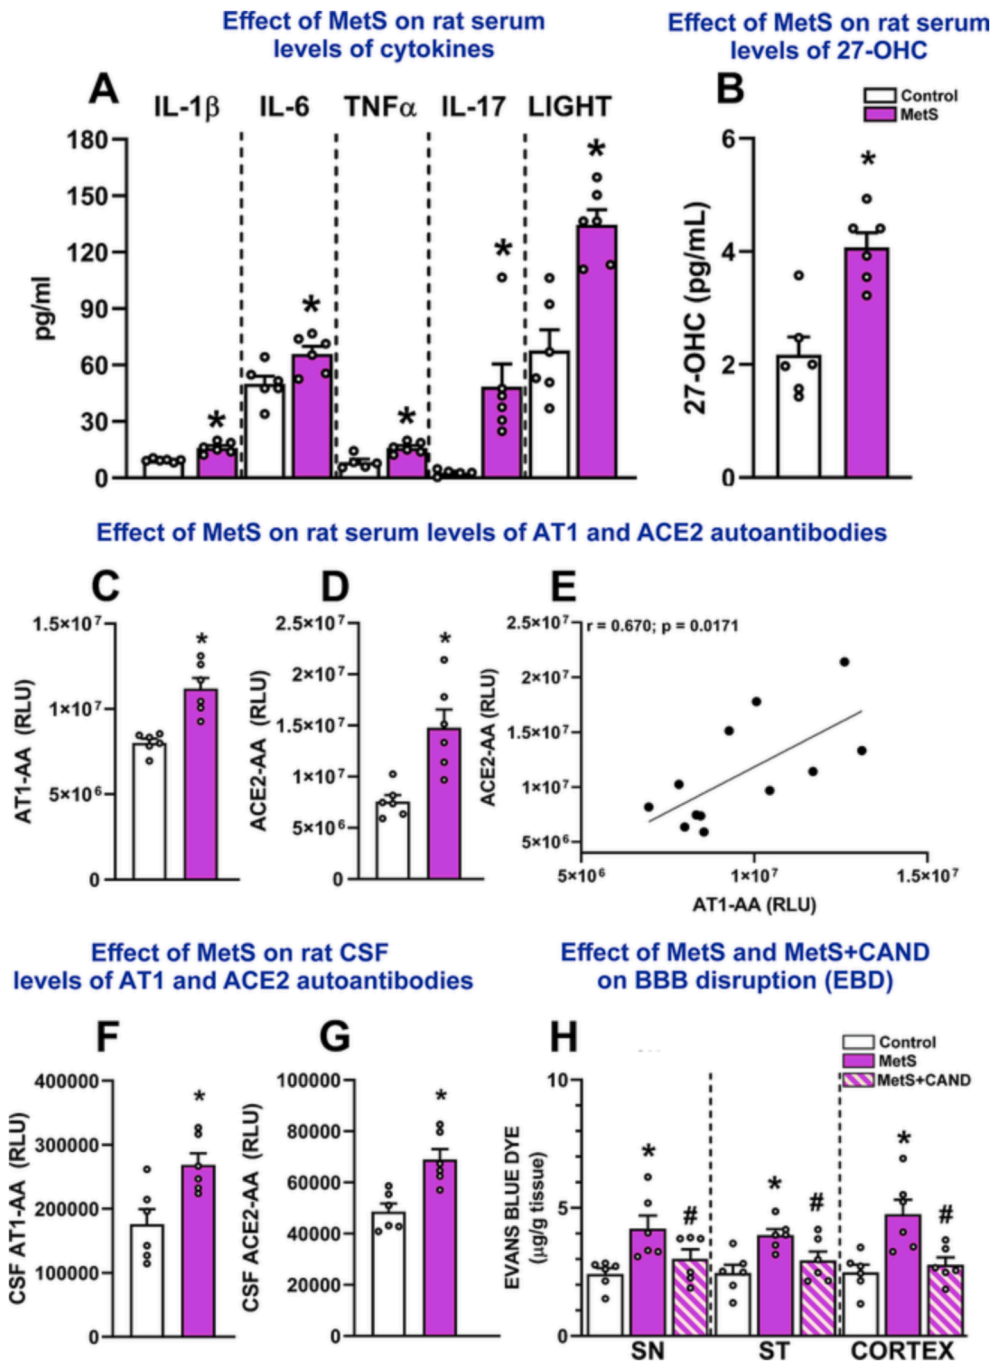 Effect of MetS on rat serum
levels of cytokines
Effect of MetS on rat serum
levels of 27-OHC
A
IL-1β IL-6 TNFα IL-17 LIGHT
180
150
120
90
60
30
0
pg/ml
* * * * *
B
Control
MetS
6
4
2
0
27-OHC (pg/mL)
*
Effect of MetS on rat serum levels of AT1 and ACE2 autoantibodies
C
1.5×10⁷
1×10⁷
5×10⁶
0
AT1-AA (RLU)
*
D
2.5×10⁷
2×10⁷
1.5×10⁷
1×10⁷
5×10⁶
0
ACE2-AA (RLU)
*
E
r = 0.670; p = 0.0171
2.5×10⁷
2×10⁷
1.5×10⁷
1×10⁷
5×10⁶
ACE2-AA (RLU)
5×10⁶ 1×10⁷ 1.5×10⁷
AT1-AA (RLU)
Effect of MetS on rat CSF
levels of AT1 and ACE2 autoantibodies
Effect of MetS and MetS+CAND
on BBB disruption (EBD)
F
400000
300000
200000
100000
0
CSF AT1-AA (RLU)
*
G
100000
80000
60000
40000
20000
0
CSF ACE2-AA (RLU)
*
H
Control
MetS
MetS+CAND
10
5
0
EVANS BLUE DYE
(µg/g tissue)
* # * # * #
SN ST CORTEX